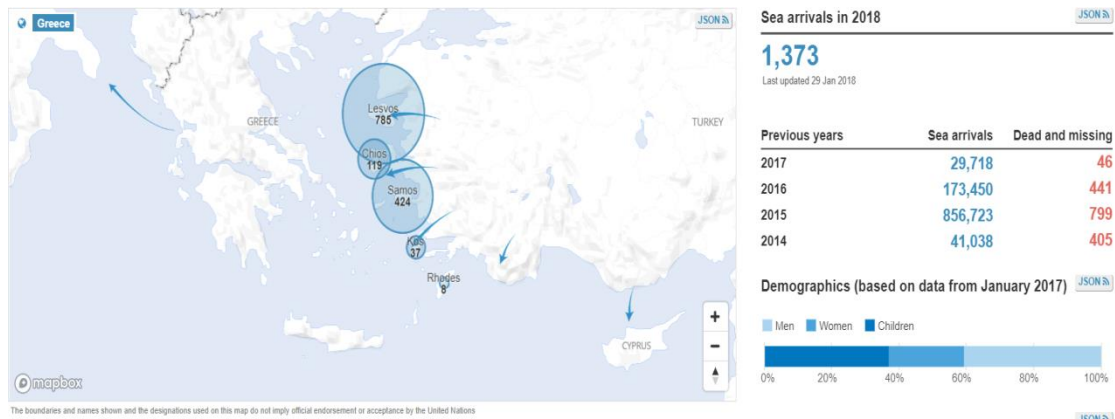 Greece
JSON
Lesvos
785
GREECE
TURKEY
Chios
119
Samos
424
Kos
37
Rhodes
8
CYPRUS
+
−
mapbox
The boundaries and names shown and the designations used on this map do not imply official endorsement or acceptance by the United Nations
Sea arrivals in 2018 JSON
1,373
Last updated 29 Jan 2018
Previous years Sea arrivals Dead and missing
2017 29,718 46
2016 173,450 441
2015 856,723 799
2014 41,038 405
Demographics (based on data from January 2017) JSON
Men Women Children
0% 20% 40% 60% 80% 100%
JSON